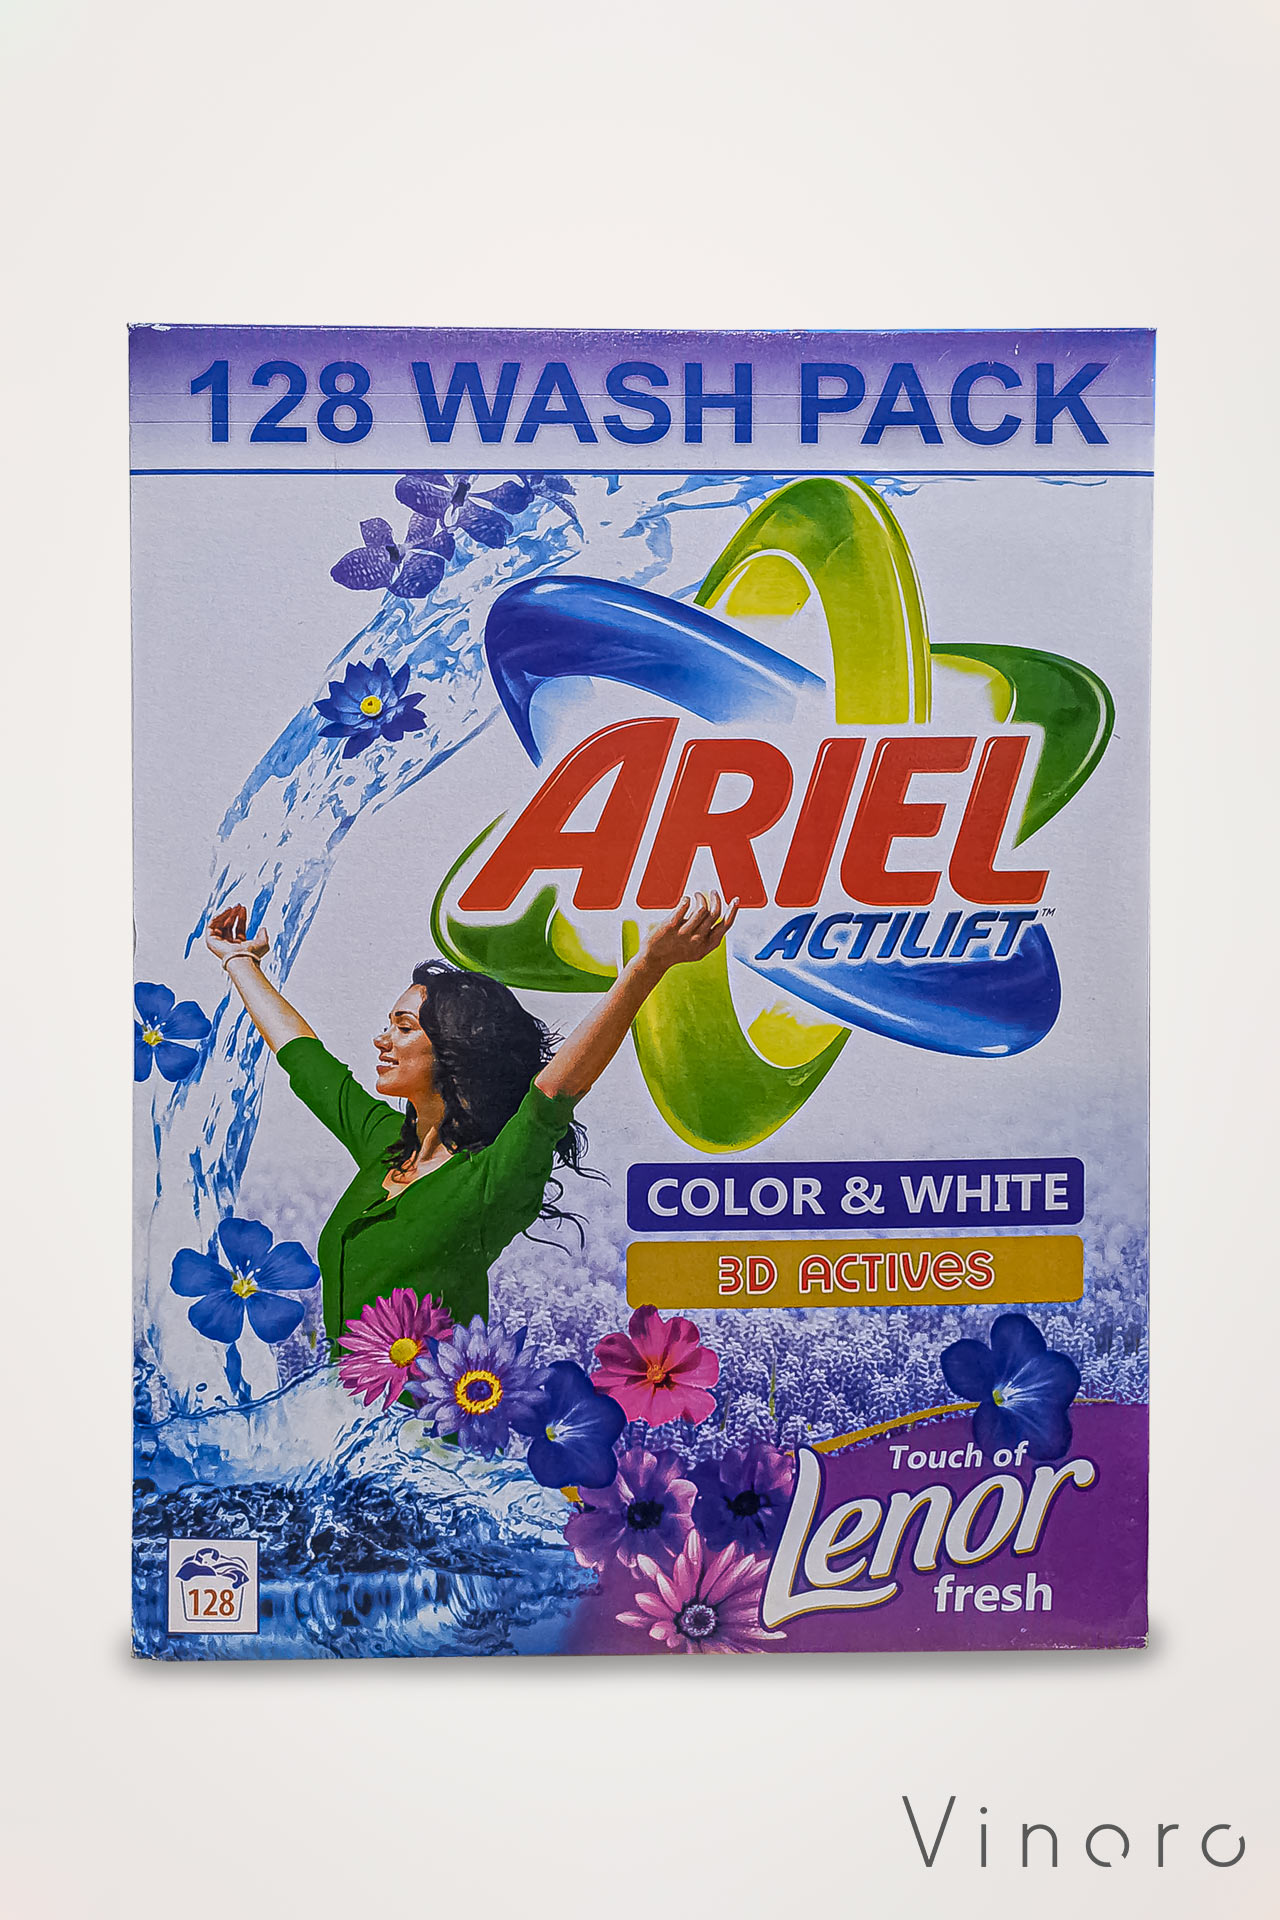 128 WASH PACK
ARIEL
ACTILIFT™
COLOR & WHITE
3D ACTIVES
Touch of
Lenor
fresh
128
Vinoro